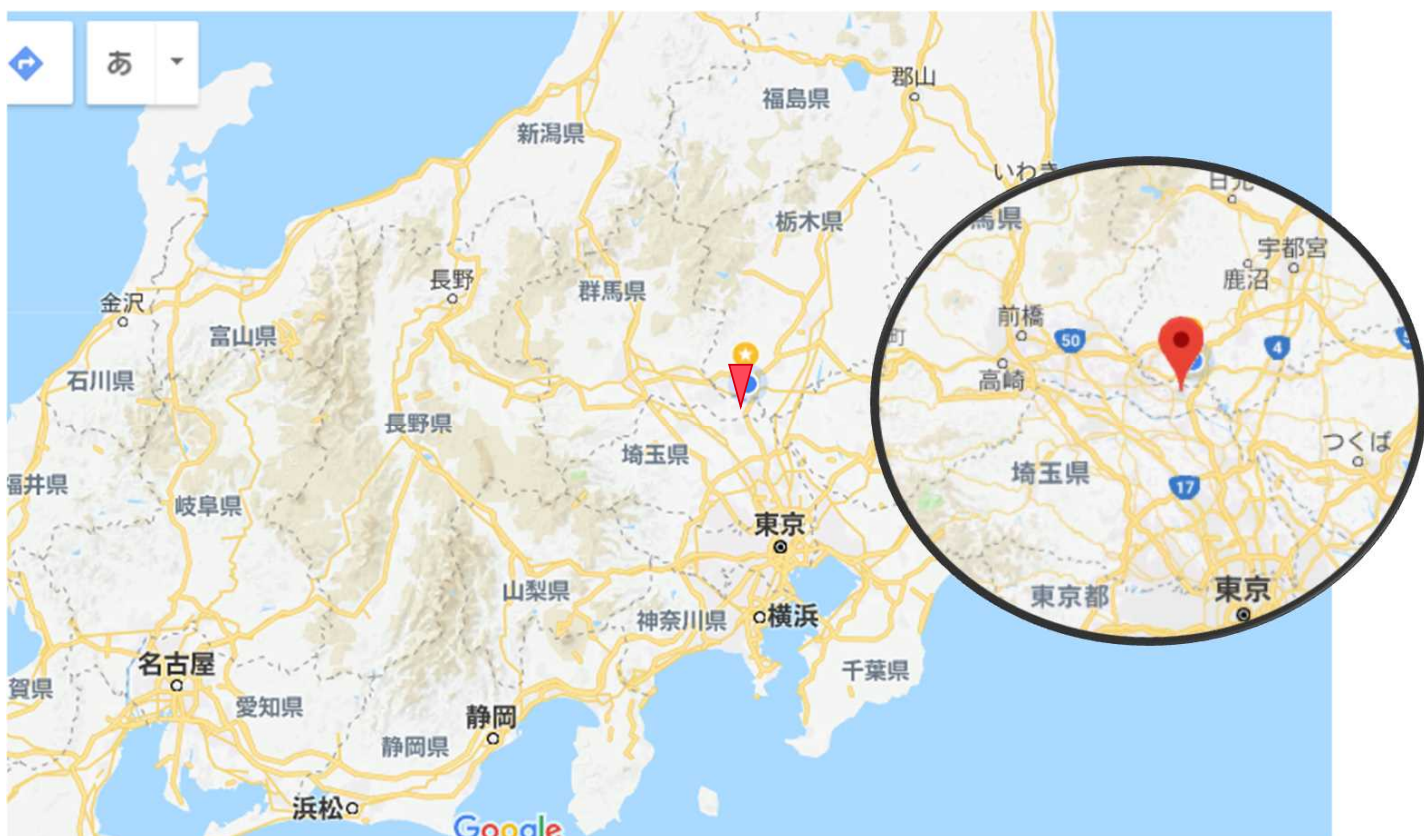 あ
郡山
福島県
新潟県
いわき
日光
栃木県
馬県
宇都宮
長野
鹿沼
群馬県
金沢
前橋
富山県
50
4
町
石川県
高崎
長野県
つくば
埼玉県
埼玉県
福井県
17
岐阜県
東京
山梨県
東京都
東京
神奈川県
横浜
名古屋
千葉県
賀県
愛知県
静岡
静岡県
浜松
Google